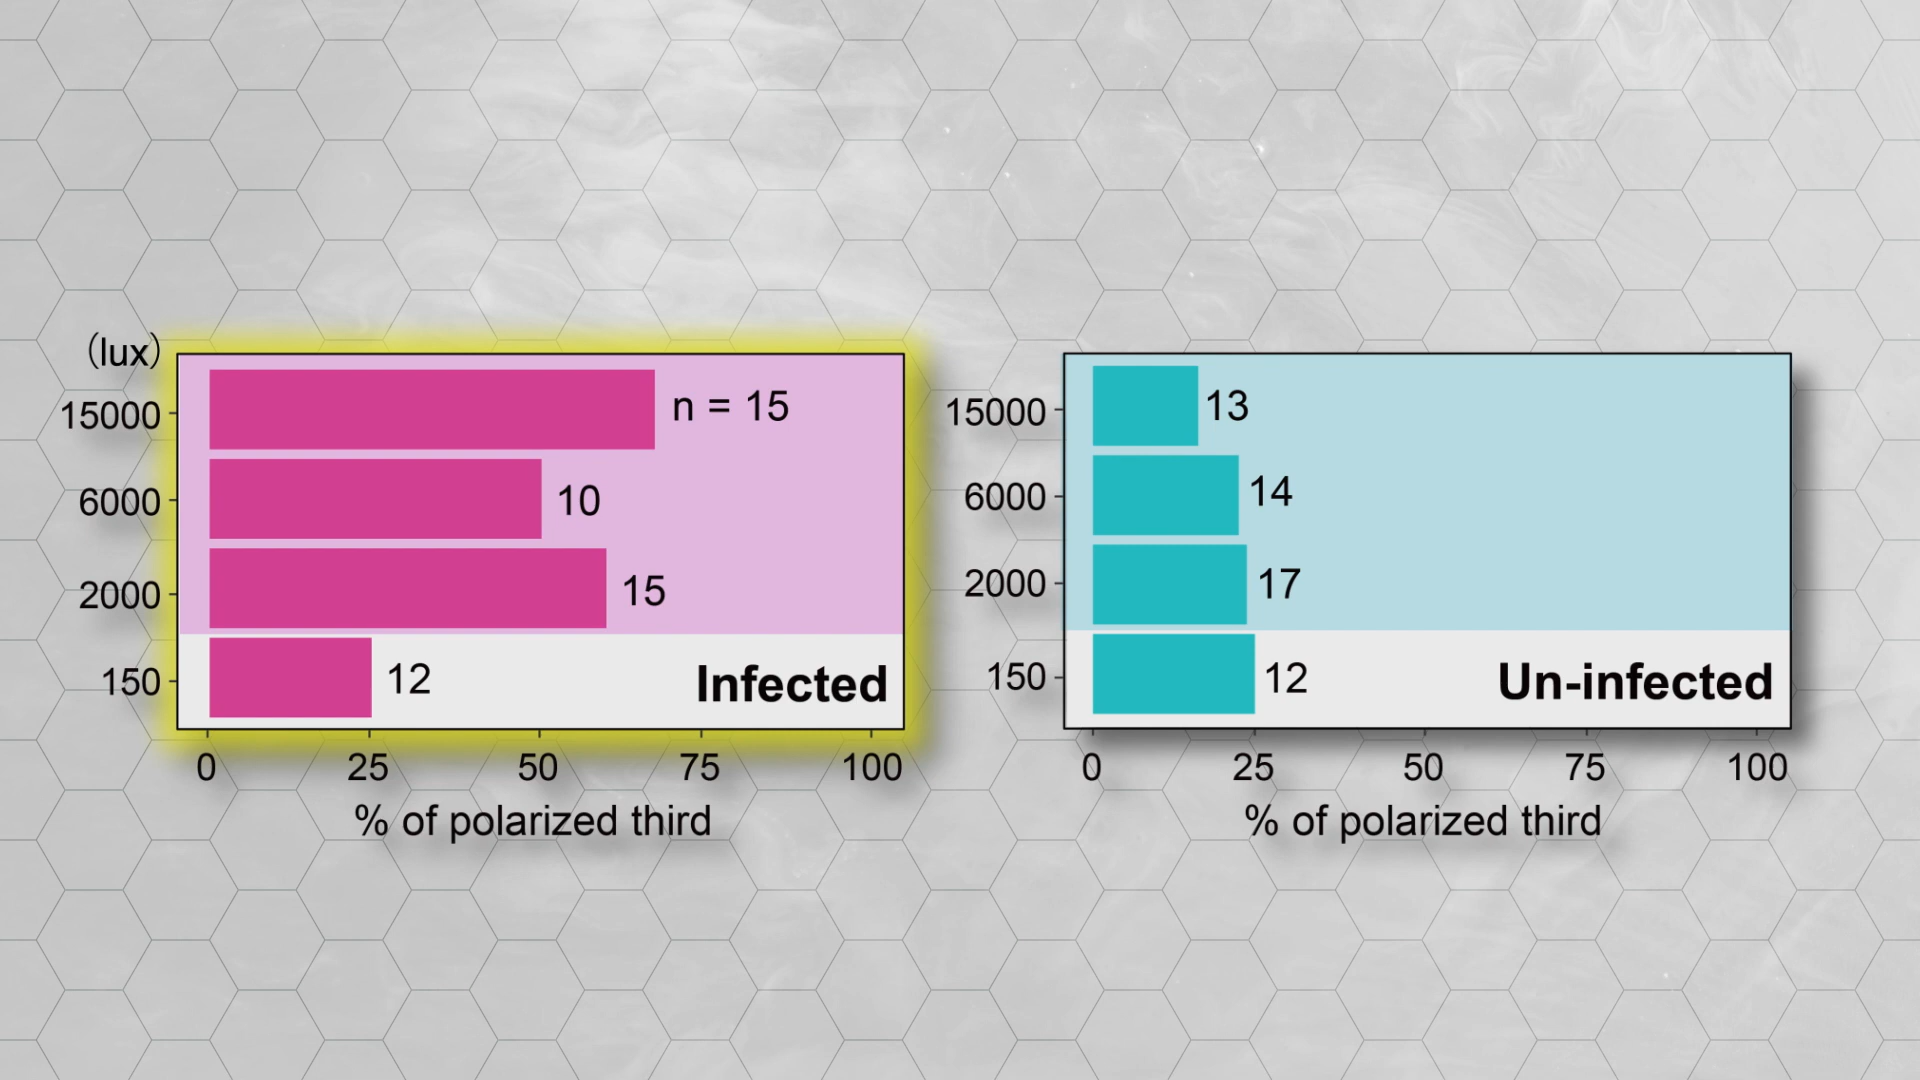 (lux)
15000
n = 15
6000
10
2000
15
150
12
Infected
0 25 50 75 100
% of polarized third
15000
13
6000
14
2000
17
150
12
Un-infected
0 25 50 75 100
% of polarized third